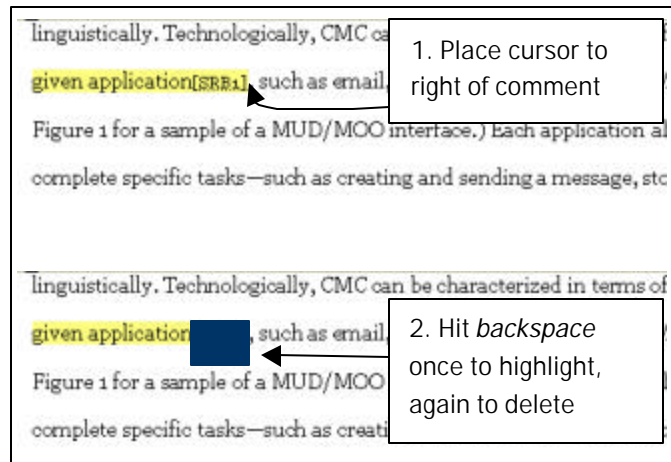 linguistically. Technologically, CMC ca
1. Place cursor to
right of comment
given application[SRB1], such as email,
Figure 1 for a sample of a MUD/MOO interface.) Each application al
complete specific tasks—such as creating and sending a message, sto
linguistically. Technologically, CMC can be characterized in terms of
given application , such as email,
2. Hit backspace
once to highlight,
again to delete
Figure 1 for a sample of a MUD/MOO
complete specific tasks—such as creati